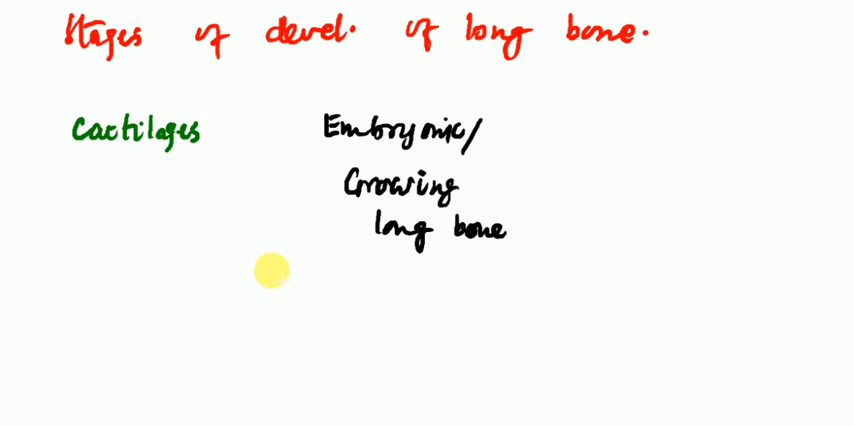 Stages of devel. of long bone.
Cartilages Embryonic/
Growing
long bone